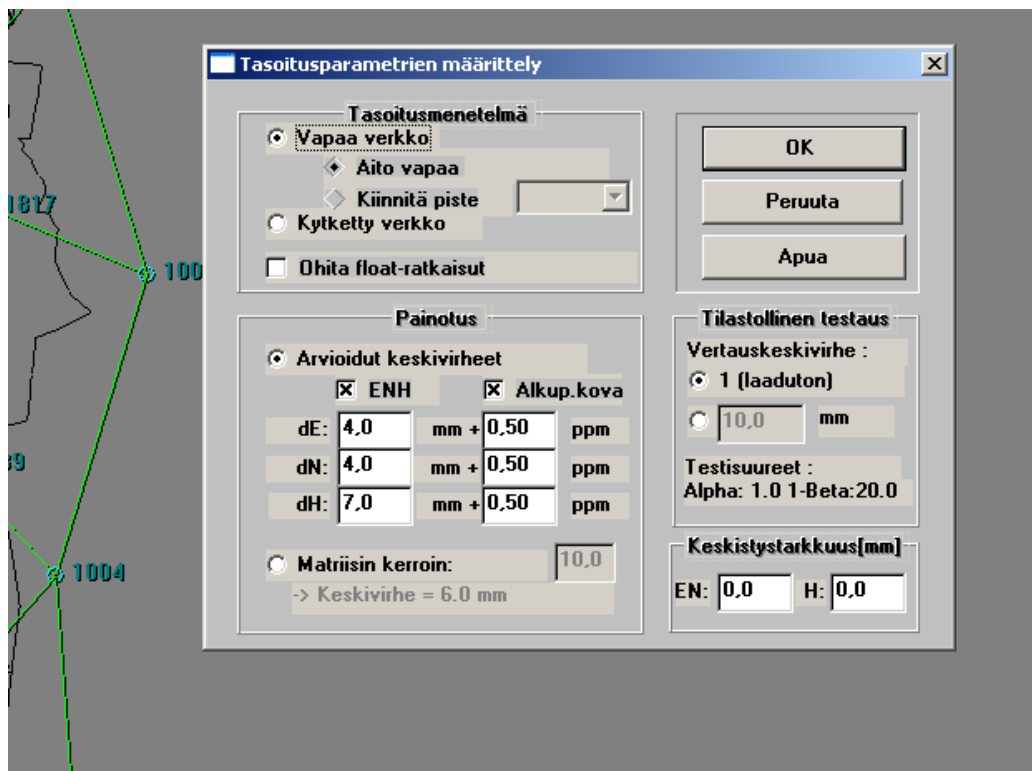 Tasoitusparametrien määrittely
Tasoitusmenetelmä
Vapaa verkko
Aito vapaa
Kiinnitä piste
Kytketty verkko
Ohita float-ratkaisut
OK
Peruuta
Apua
Painotus
Arvioidut keskivirheet
ENH Alkup.kova
dE: 4,0 mm + 0,50 ppm
dN: 4,0 mm + 0,50 ppm
dH: 7,0 mm + 0,50 ppm
Matriisin kerroin: 10,0
-> Keskivirhe = 6.0 mm
Tilastollinen testaus
Vertauskeskivirhe :
1 (laaduton)
10,0 mm
Testisuureet :
Alpha: 1.0 1-Beta:20.0
Keskistystarkkuus[mm]
EN: 0,0 H: 0,0
1817
100
39
1004